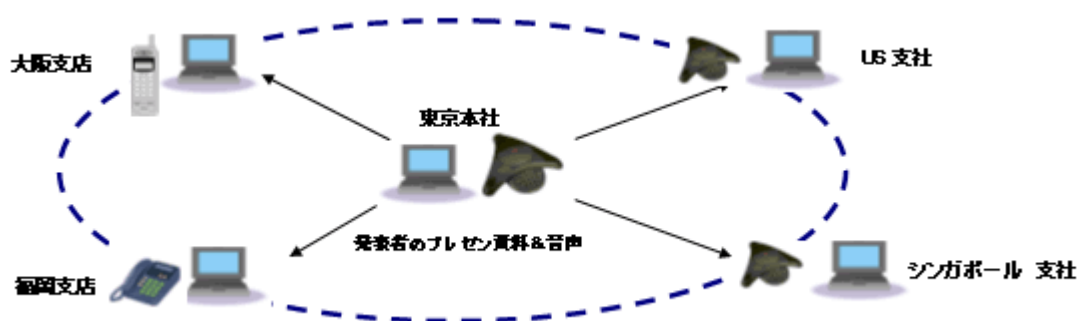 大阪支店
US 支社
東京本社
発表者のプレゼン資料&音声
福岡支店
シンガポール 支社